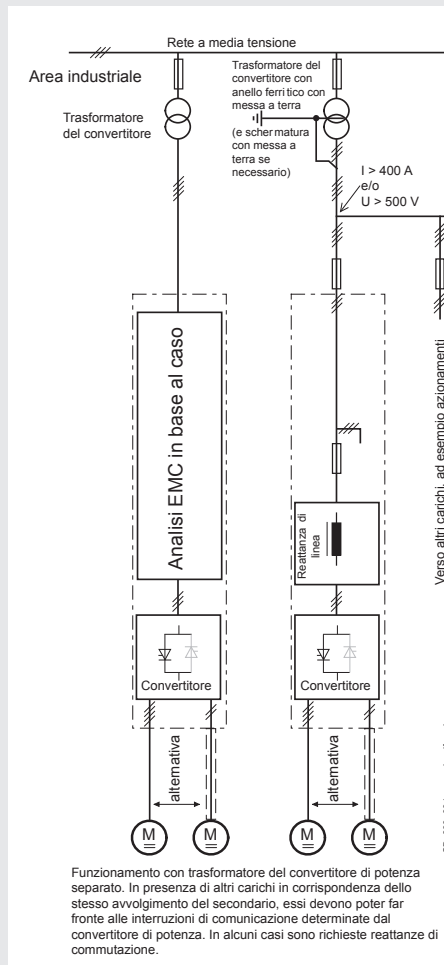 Rete a media tensione
Area industriale
Trasformatore
del convertitore
Trasformatore del
convertitore con
anello ferri tico con
messa a terra
(e scher matura
con messa a
terra se
necessario)
I > 400 A
e/o
U > 500 V
Analisi EMC in base al caso
Reattanza di
linea
Verso altri carichi, ad esempio azionamenti
Convertitore
Convertitore
alternativa
alternativa
M
M
M
M
Funzionamento con trasformatore del convertitore di potenza
separato. In presenza di altri carichi in corrispondenza dello
stesso avvolgimento del secondario, essi devono poter far
fronte alle interruzioni di comunicazione determinate dal
convertitore di potenza. In alcuni casi sono richieste reattanze di
commutazione.